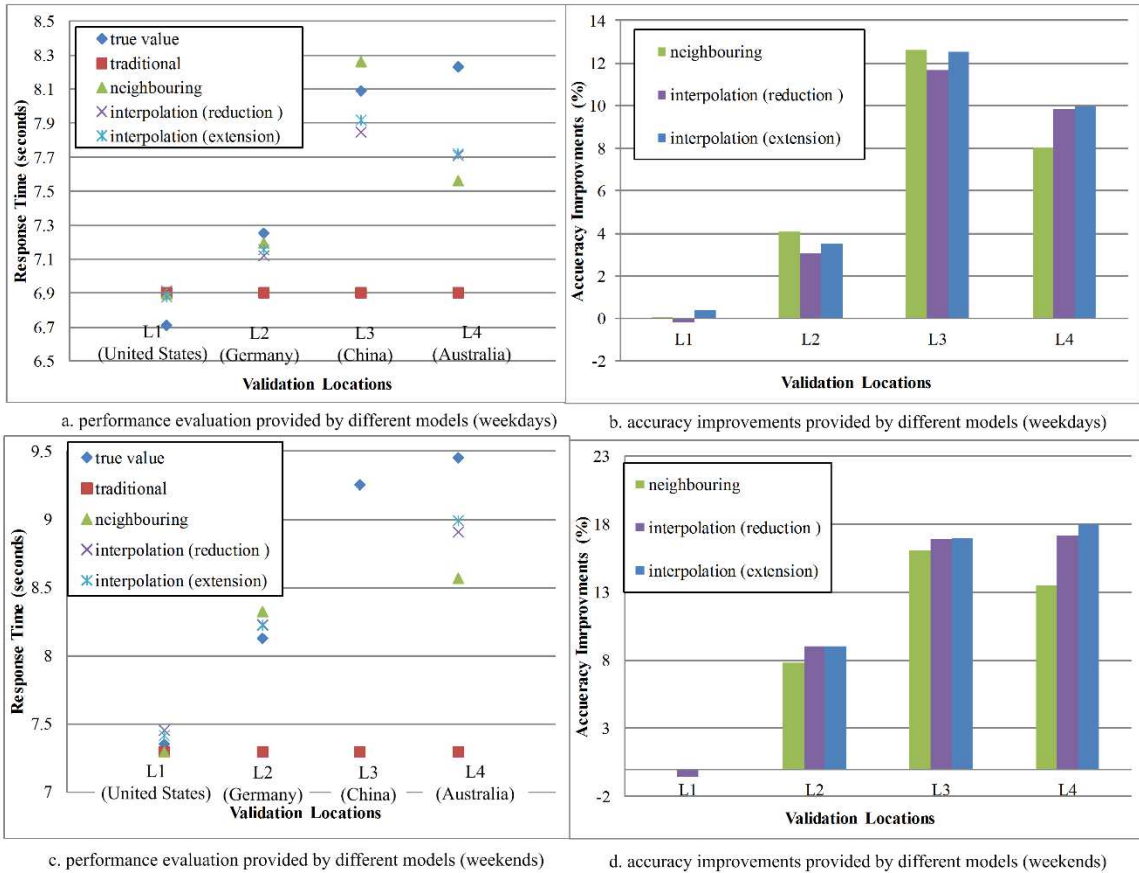 8.5
8.3
8.1
7.9
7.7
7.5
7.3
7.1
6.9
6.7
6.5
Response Time (seconds)
true value
traditional
neighbouring
interpolation (reduction )
interpolation (extension)
L1 L2 L3 L4
(United States) (Germany) (China) (Australia)
Validation Locations
a. performance evaluation provided by different models (weekdays)
14
12
10
8
6
4
2
0
-2
Accueracy Imrprovments (%)
neighbouring
interpolation (reduction )
interpolation (extension)
L1 L2 L3 L4
Validation Locations
b. accuracy improvements provided by different models (weekdays)
9.5
9
8.5
8
7.5
7
Response Time (seconds)
true value
traditional
neighbouring
interpolation (reduction )
interpolation (extension)
L1 L2 L3 L4
(United States) (Germany) (China) (Australia)
Validation Locations
c. performance evaluation provided by different models (weekends)
23
18
13
8
3
-2
Accueracy Imrprovments (%)
neighbouring
interpolation (reduction )
interpolation (extension)
L1 L2 L3 L4
Validation Locations
d. accuracy improvements provided by different models (weekends)